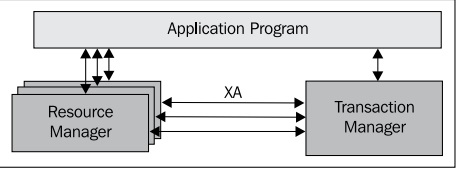 Application Program
XA
Resource
Manager
Transaction
Manager